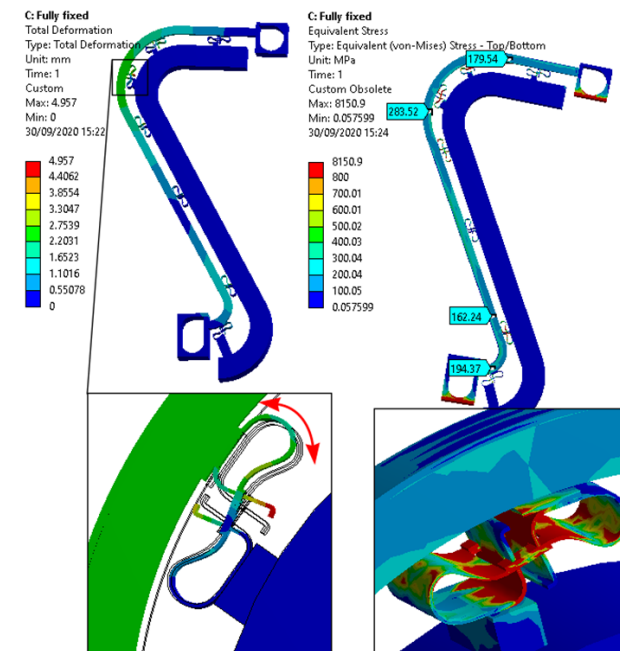 C: Fully fixed
Total Deformation
Type: Total Deformation
Unit: mm
Time: 1
Custom
Max: 4.957
Min: 0
30/09/2020 15:22
4.957
4.4062
3.8554
3.3047
2.7539
2.2031
1.6523
1.1016
0.55078
0
C: Fully fixed
Equivalent Stress
Type: Equivalent (von-Mises) Stress - Top/Bottom
Unit: MPa
Time: 1
Custom Obsolete
Max: 8150.9
Min: 0.057599
30/09/2020 15:24
8150.9
800
700.01
600.01
500.02
400.03
300.04
200.04
100.05
0.057599
179.54
283.52
162.24
194.37